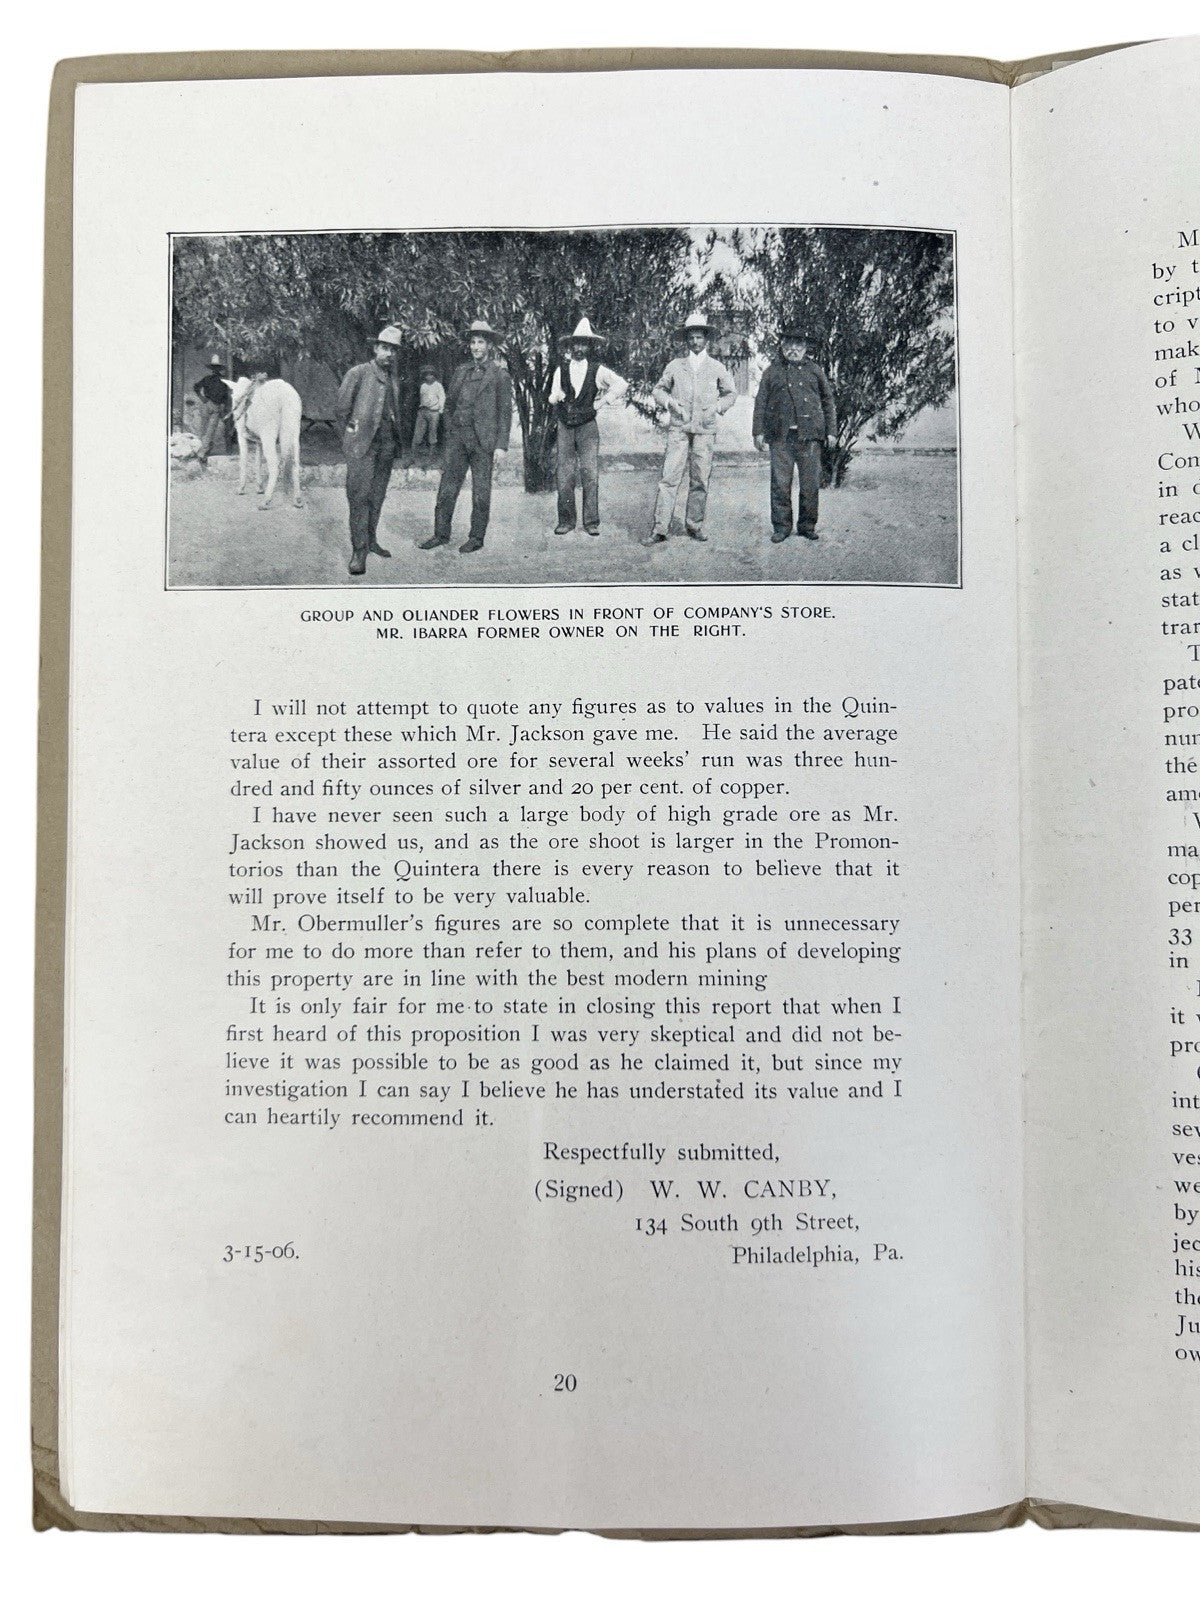 GROUP AND OLIANDER FLOWERS IN FRONT OF COMPANY'S STORE.
MR. IBARRA FORMER OWNER ON THE RIGHT.
I will not attempt to quote any figures as to values in the Quin-
tera except these which Mr. Jackson gave me. He said the average
value of their assorted ore for several weeks' run was three hun-
dred and fifty ounces of silver and 20 per cent. of copper.
I have never seen such a large body of high grade ore as Mr.
Jackson showed us, and as the ore shoot is larger in the Promon-
torios than the Quintera there is every reason to believe that it
will prove itself to be very valuable.
Mr. Obermuller's figures are so complete that it is unnecessary
for me to do more than refer to them, and his plans of developing
this property are in line with the best modern mining
It is only fair for me to state in closing this report that when I
first heard of this proposition I was very skeptical and did not be-
lieve it was possible to be as good as he claimed it, but since my
investigation I can say I believe he has understated its value and I
can heartily recommend it.
Respectfully submitted,
(Signed) W. W. CANBY,
134 South 9th Street,
3-15-06. Philadelphia, Pa.
20
by
to
of
who
in
a
as
33
in
it
by
his